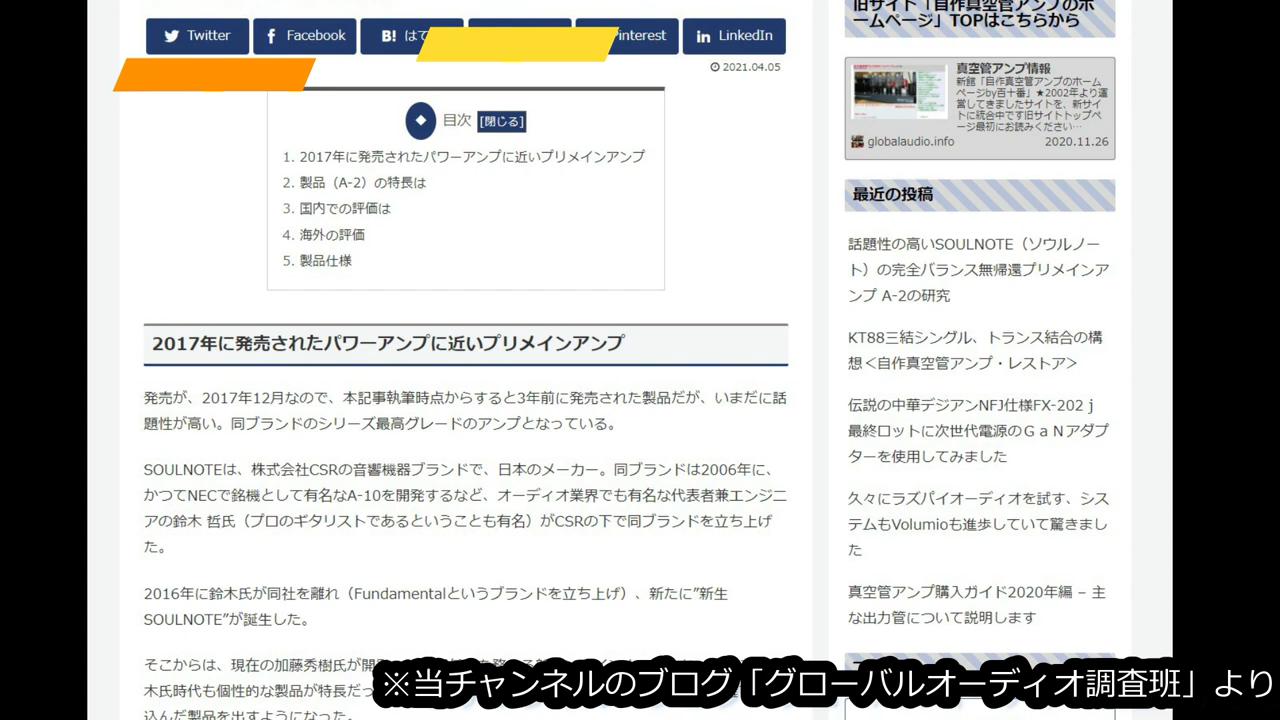 Twitter
Facebook
B! はて
interest
LinkedIn
2021.04.05
目次 [閉じる]
1. 2017年に発売されたパワーアンプに近いプリメインアンプ
2. 製品（A-2）の特長は
3. 国内での評価は
4. 海外の評価
5. 製品仕様
2017年に発売されたパワーアンプに近いプリメインアンプ
発売が、2017年12月なので、本記事執筆時点からすると3年前に発売された製品だが、いまだに話
題性が高い。同ブランドのシリーズ最高グレードのアンプとなっている。
SOULNOTEは、株式会社CSRの音響機器ブランドで、日本のメーカー。同ブランドは2006年に、
かつてNECで銘機として有名なA-10を開発するなど、オーディオ業界でも有名な代表者兼エンジニ
アの鈴木 哲氏（プロのギタリストであるということも有名）がCSRの下で同ブランドを立ち上げ
た。
2016年に鈴木氏が同社を離れ（Fundamentalというブランドを立ち上げ）、新たに”新生
SOULNOTE”が誕生した。
そこからは、現在の加藤秀樹氏が開
木氏時代も個性的な製品が特長だっ
込んだ製品を出すようになった。
旧サイト「自作真空管アンプのホ
ームページ」TOPはこちらから
真空管アンプ情報
新館「自作真空管アンプのホーム
ページby百十番」★2002年より運
営してきましたサイトを、新サイ
トに統合中です旧サイトトップペ
ージ最初にお読みください…
globalaudio.info
2020.11.26
最近の投稿
話題性の高いSOULNOTE（ソウルノー
ト）の完全バランス無帰還プリメインア
ンプ A-2の研究
KT88三結シングル、トランス結合の構
想＜自作真空管アンプ・レストア＞
伝説の中華デジアンNFJ仕様FX-202ｊ
最終ロットに次世代電源のＧａＮアダプ
ターを使用してみました
久々にラズパイオーディオを試す、シス
テムもVolumioも進歩していて驚きまし
た
真空管アンプ購入ガイド2020年編 – 主
な出力管について説明します
※当チャンネルのブログ「グローバルオーディオ調査班」より